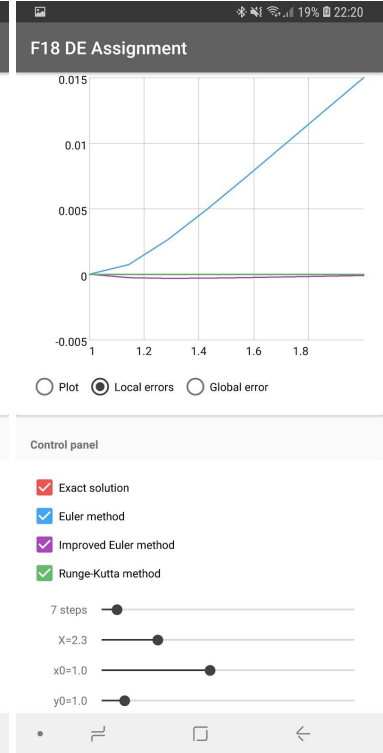 19% 22:20
F18 DE Assignment
0.015
0.01
0.005
0
-0.005
1 1.2 1.4 1.6 1.8
Plot Local errors Global error
Control panel
Exact solution
Euler method
Improved Euler method
Runge-Kutta method
7 steps
X=2.3
x0=1.0
y0=1.0